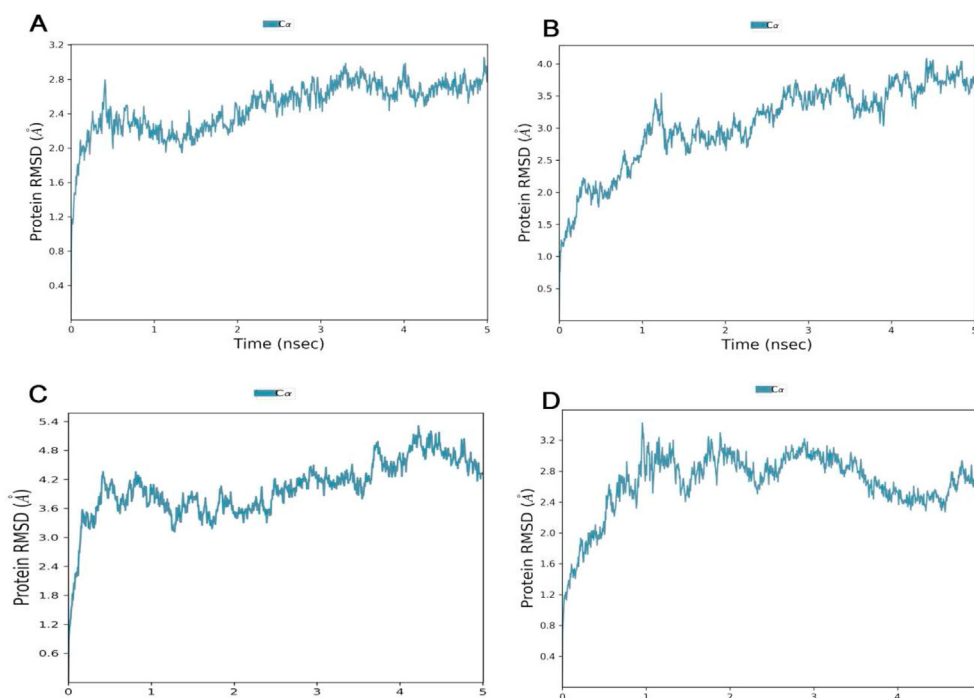 A
Cα
Protein RMSD (Å)
3.2
2.8
2.4
2.0
1.6
1.2
0.8
0.4
0 1 2 3 4 5
Time (nsec)
B
Cα
Protein RMSD (Å)
4.0
3.5
3.0
2.5
2.0
1.5
1.0
0.5
0 1 2 3 4 5
Time (nsec)
C
Cα
Protein RMSD (Å)
5.4
4.8
4.2
3.6
3.0
2.4
1.8
1.2
0.6
0 1 2 3 4 5
D
Cα
Protein RMSD (Å)
3.2
2.8
2.4
2.0
1.6
1.2
0.8
0.4
0 1 2 3 4